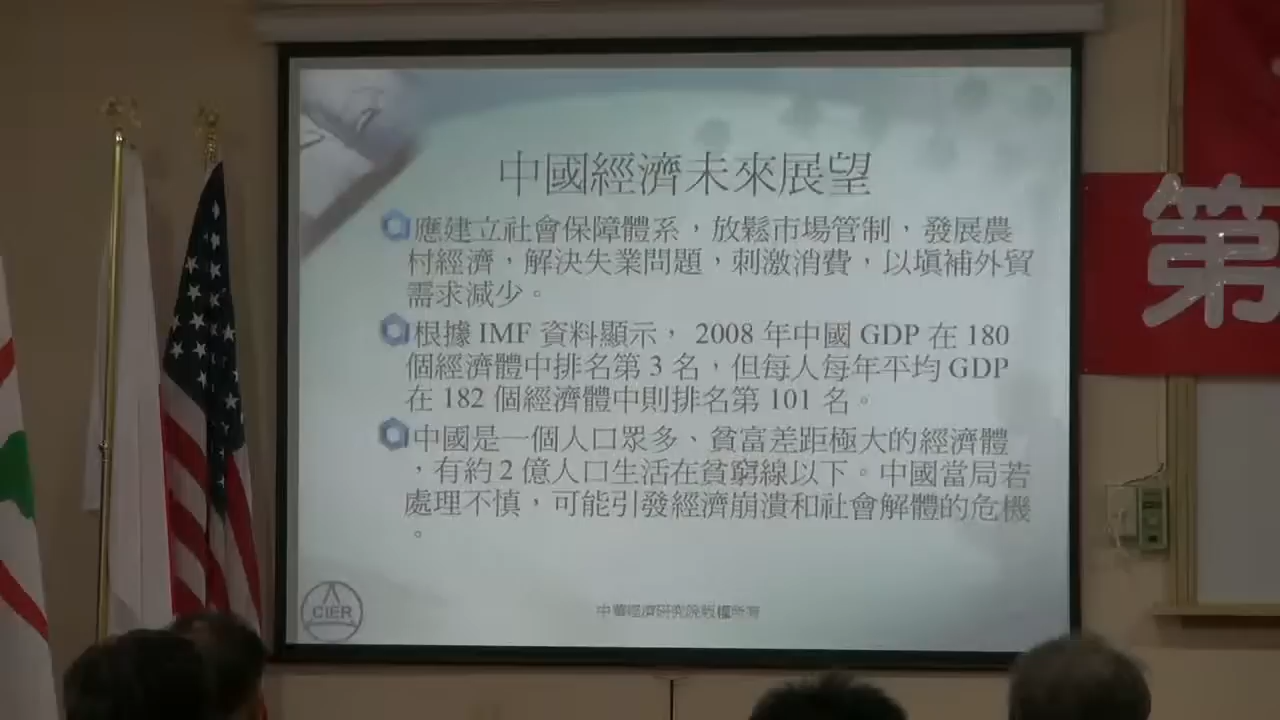 中國經濟未來展望
應建立社會保障體系，放鬆市場管制，發展農
村經濟，解決失業問題，刺激消費，以填補外貿
需求減少。
根據 IMF 資料顯示， 2008 年中國 GDP 在 180
個經濟體中排名第 3 名，但每人每年平均 GDP
在 182 個經濟體中則排名第 101 名。
中國是一個人口眾多、貧富差距極大的經濟體
，有約 2 億人口生活在貧窮線以下。中國當局若
處理不慎，可能引發經濟崩潰和社會解體的危機
。
CIER
中華經濟研究院版權所有
第